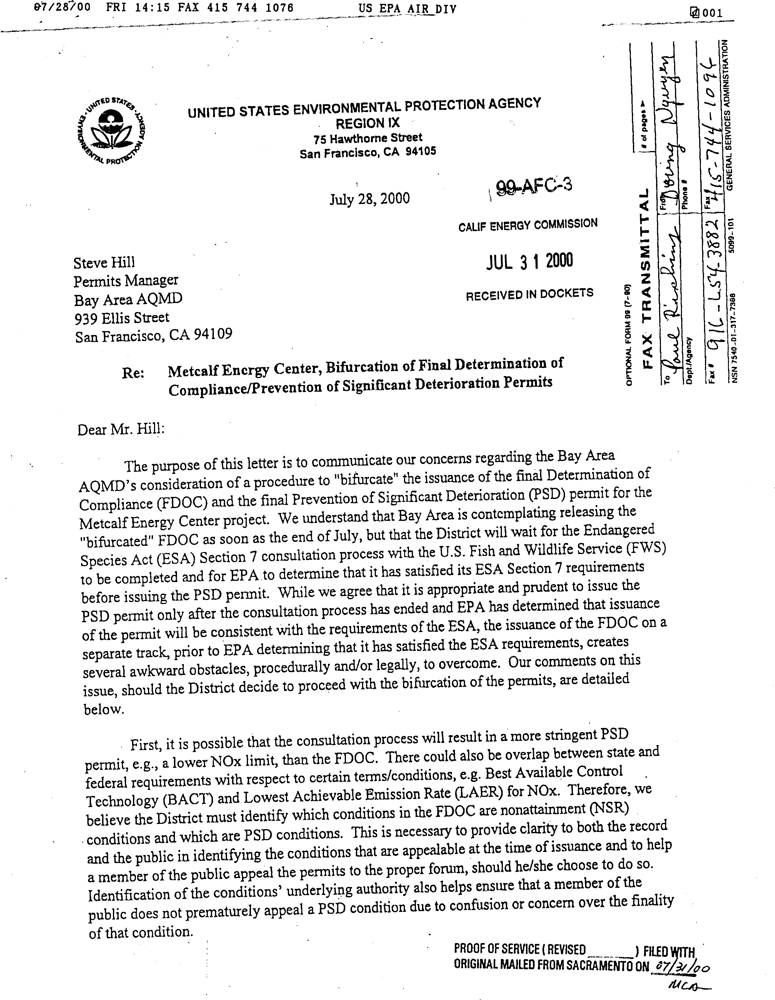 07/28/00 FRI 14:15 FAX 415 744 1076 US EPA AIR DIV 001
UNITED STATES ENVIRONMENTAL PROTECTION AGENCY
UNITED STATES ENVIRONMENTAL PROTECTION AGENCY
REGION IX
75 Hawthorne Street
San Francisco, CA 94105
July 28, 2000
99-AFC-3
CALIF ENERGY COMMISSION
JUL 31 2000
RECEIVED IN DOCKETS
OPTIONAL FORM 99 (7-90)
FAX TRANSMITTAL # of pages
To From Nguyen
Dept./Agency Phone #
Fax # 916-654-3882 Fax # 415-744-1096
NSN 7540-01-317-7368 5099-101 GENERAL SERVICES ADMINISTRATION
Steve Hill
Permits Manager
Bay Area AQMD
939 Ellis Street
San Francisco, CA 94109
Re: Metcalf Energy Center, Bifurcation of Final Determination of
Compliance/Prevention of Significant Deterioration Permits
Dear Mr. Hill:
The purpose of this letter is to communicate our concerns regarding the Bay Area
AQMD's consideration of a procedure to "bifurcate" the issuance of the final Determination of
Compliance (FDOC) and the final Prevention of Significant Deterioration (PSD) permit for the
Metcalf Energy Center project. We understand that Bay Area is contemplating releasing the
"bifurcated" FDOC as soon as the end of July, but that the District will wait for the Endangered
Species Act (ESA) Section 7 consultation process with the U.S. Fish and Wildlife Service (FWS)
to be completed and for EPA to determine that it has satisfied its ESA Section 7 requirements
before issuing the PSD permit. While we agree that it is appropriate and prudent to issue the
PSD permit only after the consultation process has ended and EPA has determined that issuance
of the permit will be consistent with the requirements of the ESA, the issuance of the FDOC on a
separate track, prior to EPA determining that it has satisfied the ESA requirements, creates
several awkward obstacles, procedurally and/or legally, to overcome. Our comments on this
issue, should the District decide to proceed with the bifurcation of the permits, are detailed
below.
First, it is possible that the consultation process will result in a more stringent PSD
permit, e.g., a lower NOx limit, than the FDOC. There could also be overlap between state and
federal requirements with respect to certain terms/conditions, e.g. Best Available Control
Technology (BACT) and Lowest Achievable Emission Rate (LAER) for NOx. Therefore, we
believe the District must identify which conditions in the FDOC are nonattainment (NSR)
conditions and which are PSD conditions. This is necessary to provide clarity to both the record
and the public in identifying the conditions that are appealable at the time of issuance and to help
a member of the public appeal the permits to the proper forum, should he/she choose to do so.
Identification of the conditions' underlying authority also helps ensure that a member of the
public does not prematurely appeal a PSD condition due to confusion or concern over the finality
of that condition.
PROOF OF SERVICE ( REVISED ________ ) FILED WITH
ORIGINAL MAILED FROM SACRAMENTO ON 07/31/00